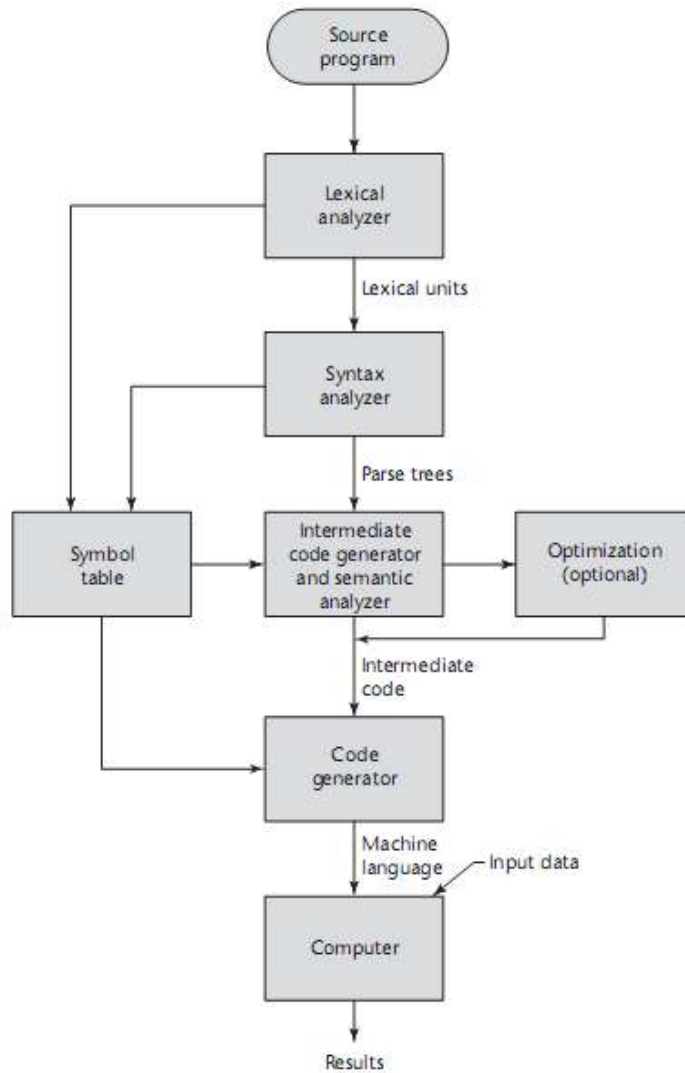 Source
program
Lexical
analyzer
Lexical units
Syntax
analyzer
Parse trees
Symbol
table
Intermediate
code generator
and semantic
analyzer
Optimization
(optional)
Intermediate
code
Code
generator
Machine
language
Input data
Computer
Results